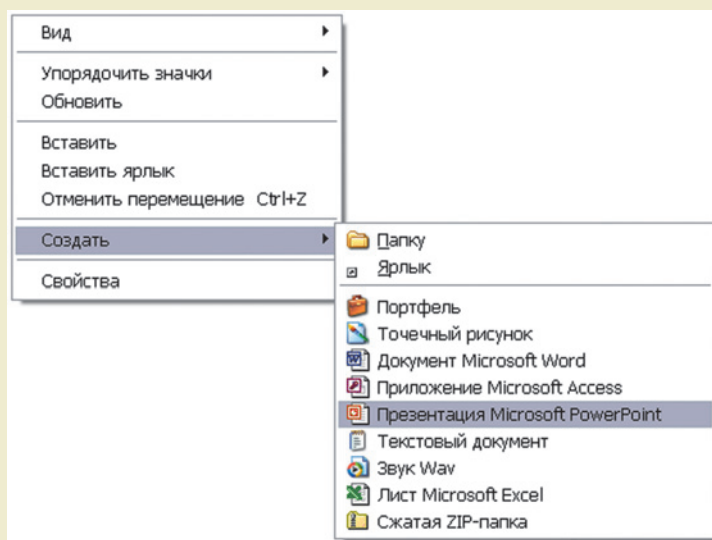 Вид
Упорядочить значки
Обновить
Вставить
Вставить ярлык
Отменить перемещение Ctrl+Z
Создать
Свойства
Папку
Ярлык
Портфель
Точечный рисунок
Документ Microsoft Word
Приложение Microsoft Access
Презентация Microsoft PowerPoint
Текстовый документ
Звук Wav
Лист Microsoft Excel
Сжатая ZIP-папка